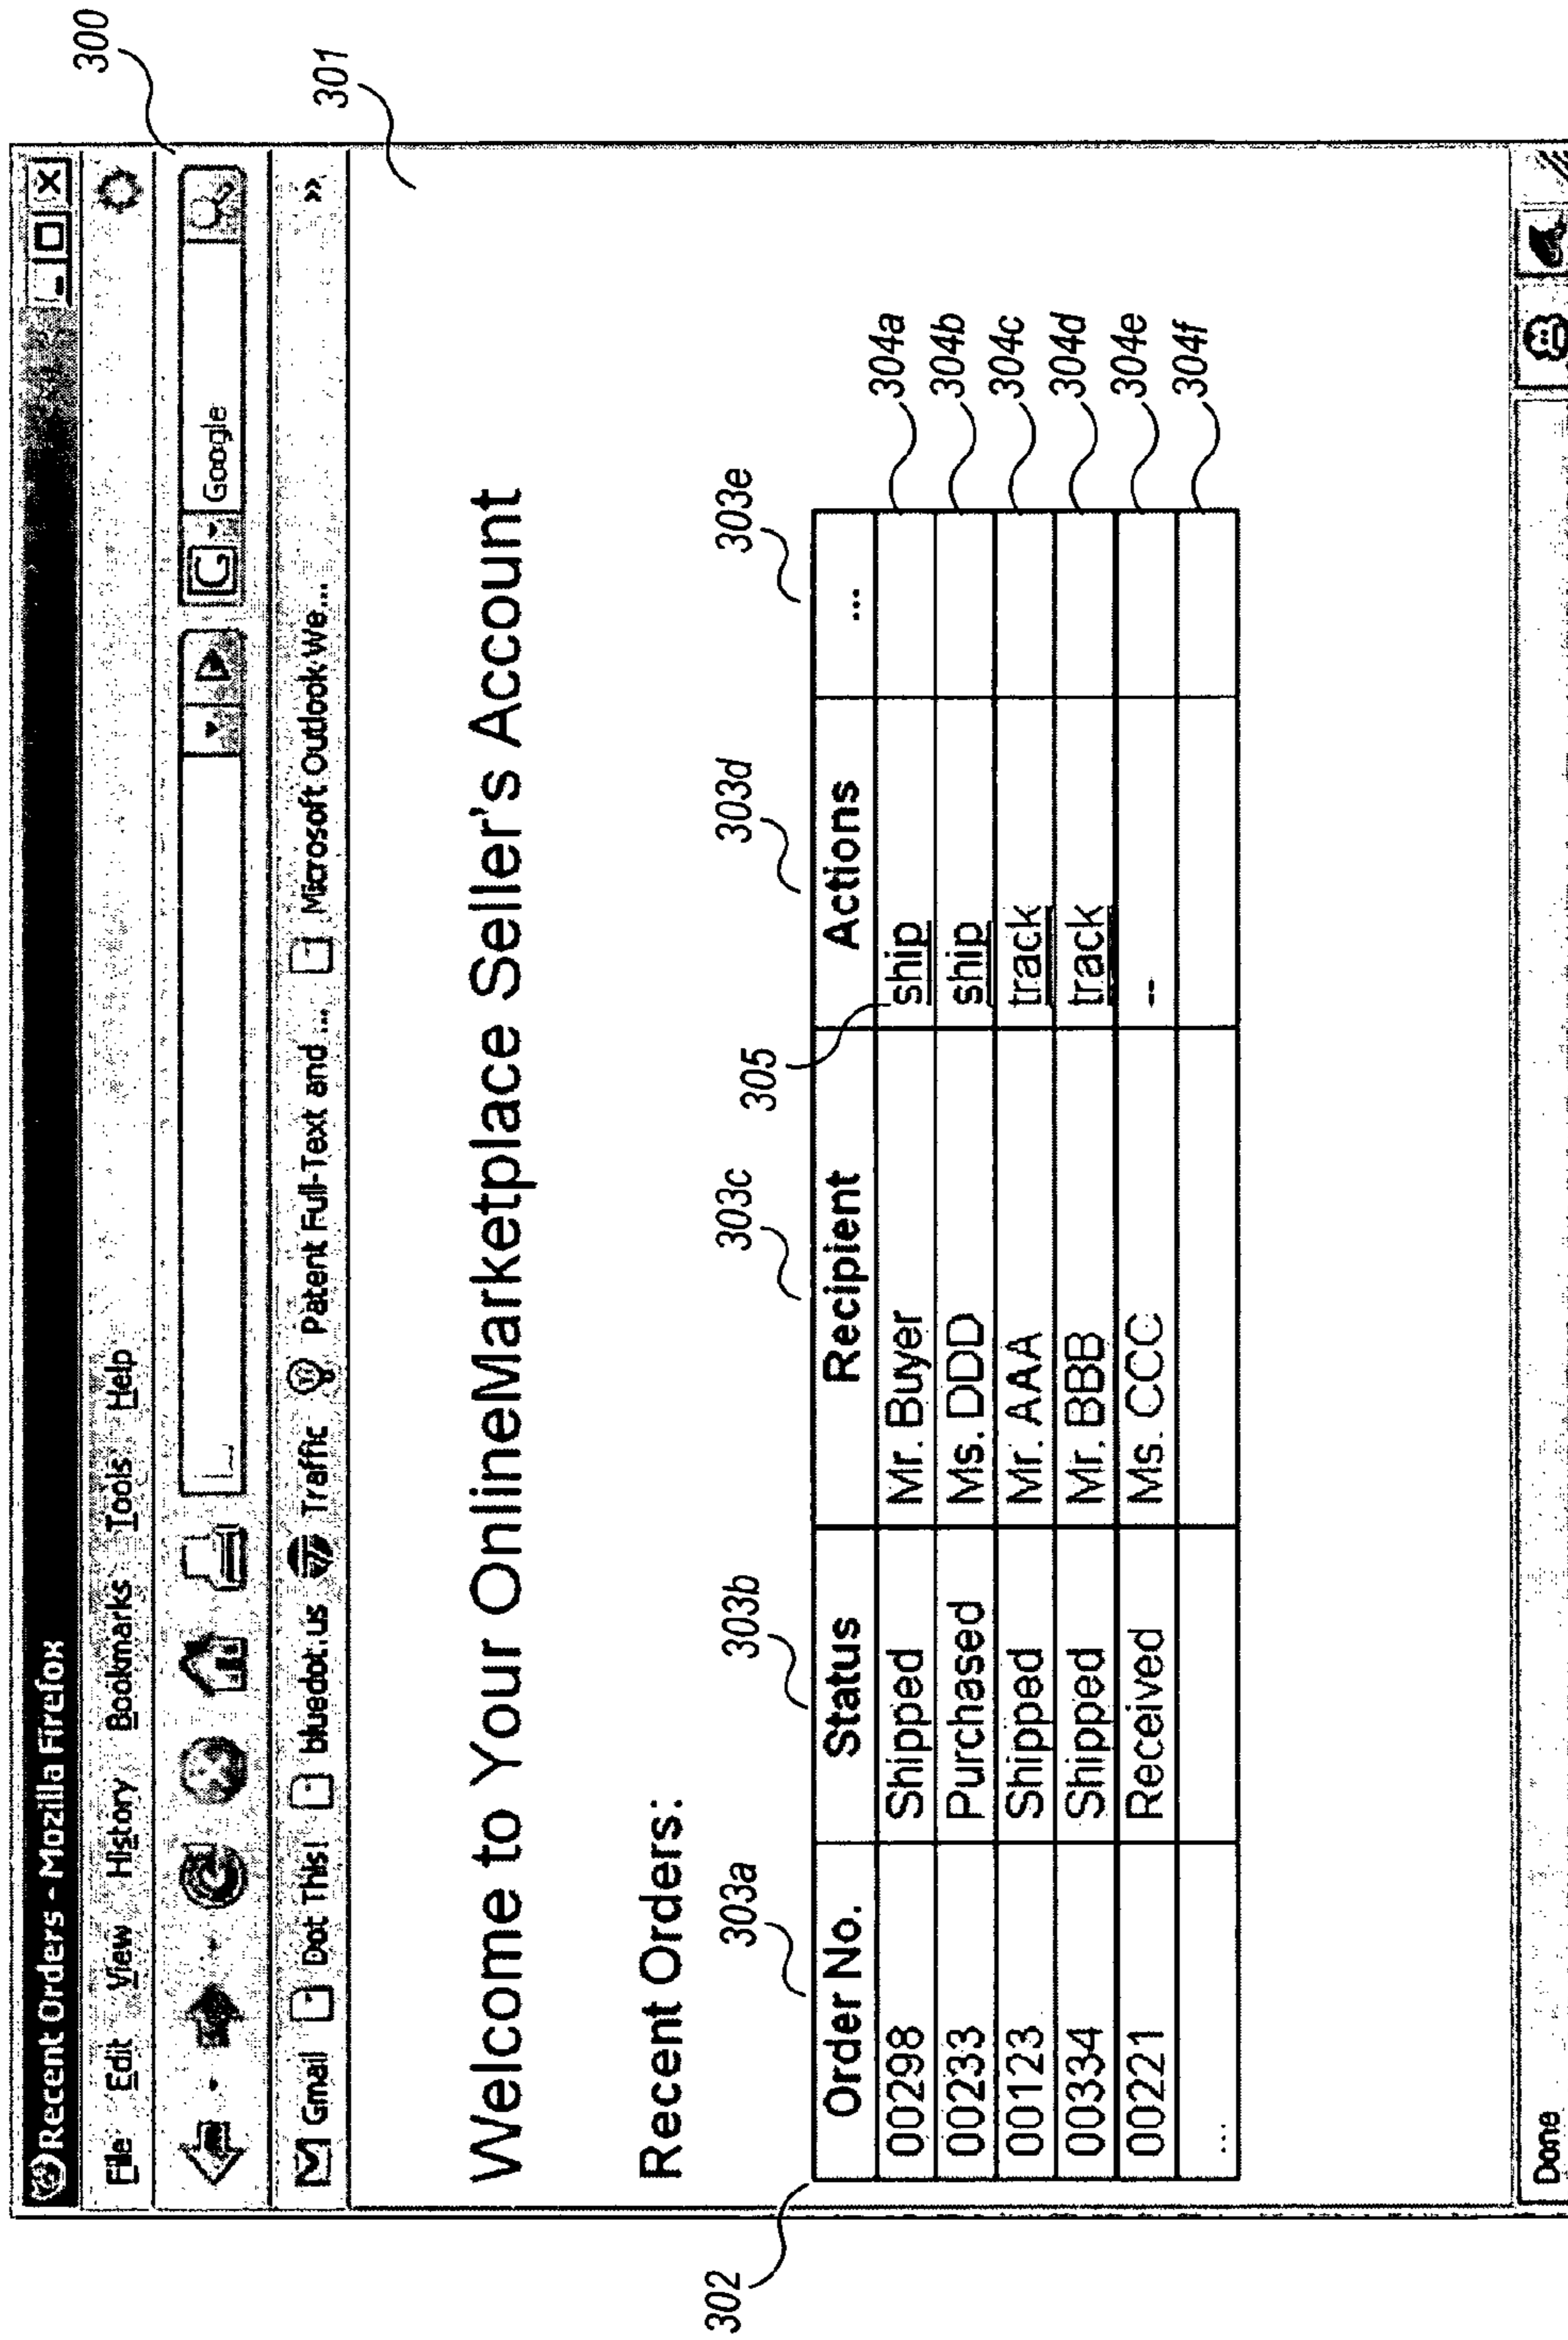 300
Recent Orders - Mozilla Firefox
File Edit View History Bookmarks Tools Help
G Google
Gmail Dot This! bluedot.us Traffic Patent Full-Text and ... Microsoft Outlook We... »
301
Welcome to Your OnlineMarketplace Seller's Account
Recent Orders:
302 303a 303b 303c 305 303d 303e
Order No. Status Recipient Actions ...
00298 Shipped Mr. Buyer ship 304a
00233 Purchased Ms. DDD ship 304b
00123 Shipped Mr. AAA track 304c
00334 Shipped Mr. BBB track 304d
00221 Received Ms. CCC -- 304e
... 304f
Done